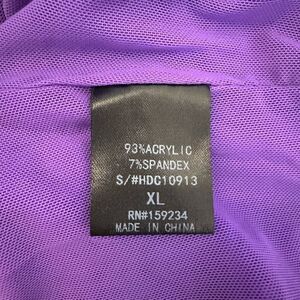 93%ACRYLIC
7%SPANDEX
S/#HDC10913
XL
RN#159234
MADE IN CHINA